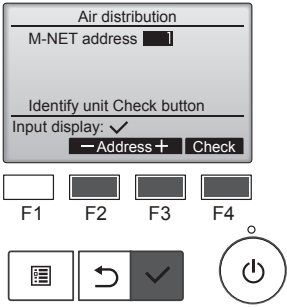 Air distribution
M-NET address 1
Identify unit Check button
Input display: ✓
− Address + Check
F1 F2 F3 F4